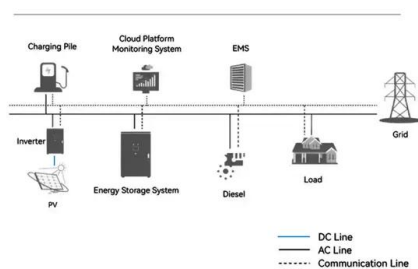 Charging Pile
Cloud Platform
Monitoring System
EMS
Grid
Inverter
PV
Energy Storage System
Diesel
Load
DC Line
AC Line
Communication Line